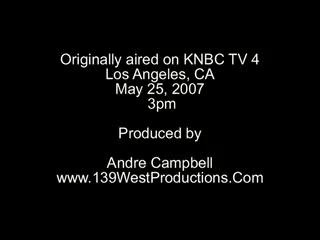 Originally aired on KNBC TV 4
Los Angeles, CA
May 25, 2007
3pm
Produced by
Andre Campbell
www.139WestProductions.Com